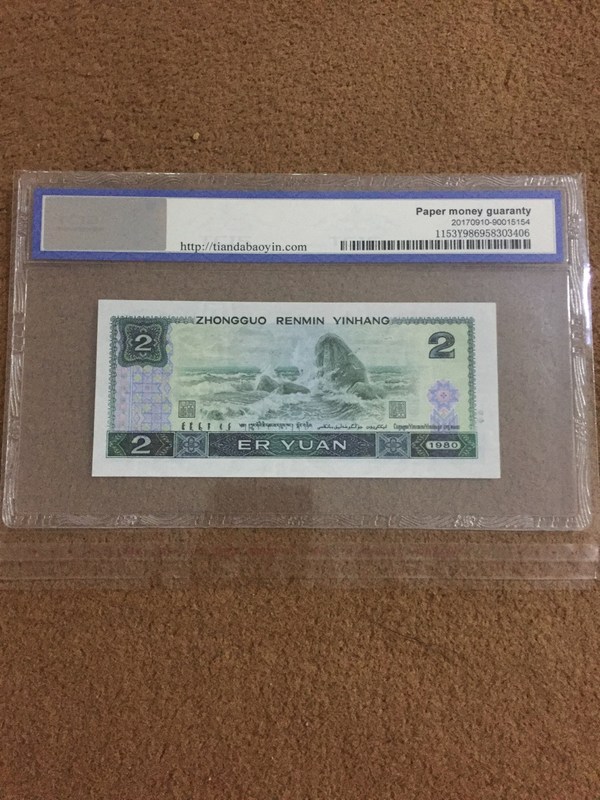 Paper money guaranty
20170910-90015154
1153Y986958303406
http://tiandabaoyin.com
ZHONGGUO RENMIN YINHANG
2
2
2 ER YUAN 1980